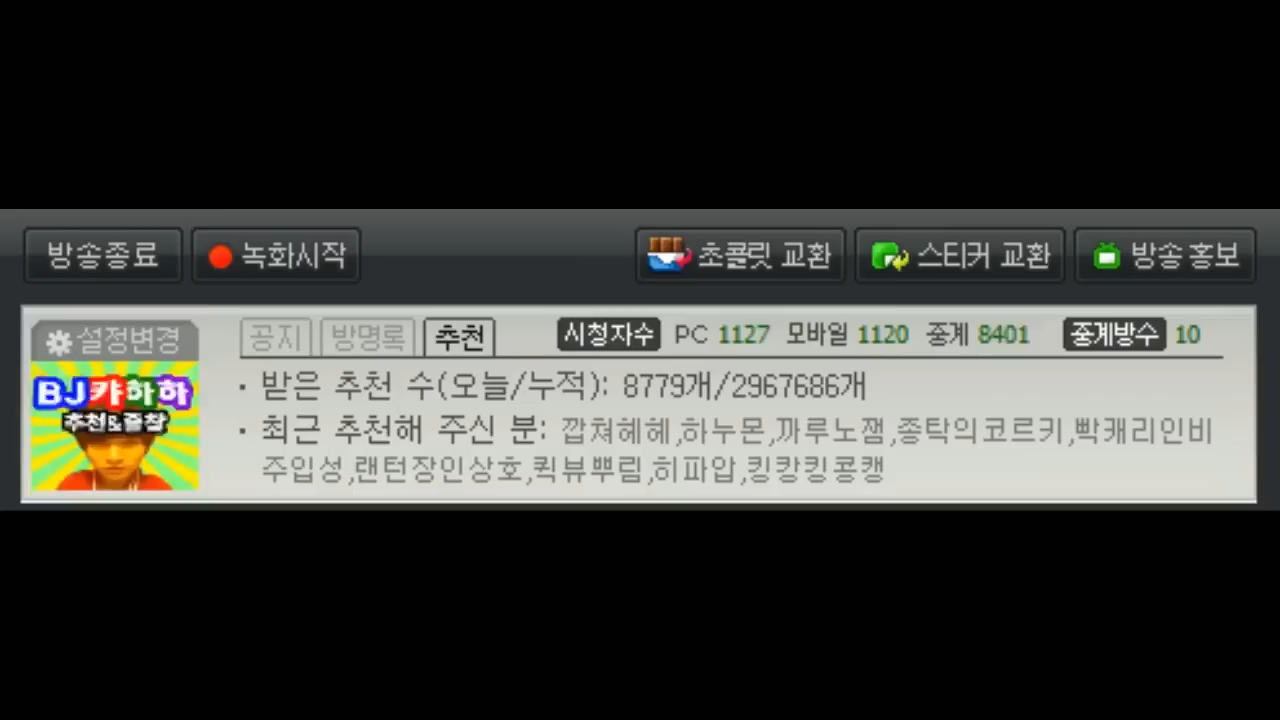 방송종료 녹화시작 초콜릿 교환 스티커 교환 방송홍보
설정변경 공지 방명록 추천 시청자수 PC 1127 모바일 1120 중계 8401 중계방수 10
BJ캬하하
추천&즐찾
· 받은 추천 수(오늘/누적): 8779개/2967686개
· 최근 추천해 주신 분: 깝쳐헤헤,하누몬,까루노잼,종탁의코르키,빡캐리인비
주입성,랜턴장인상호,퀵뷰뿌림,히파압,킹캉킹콩캥